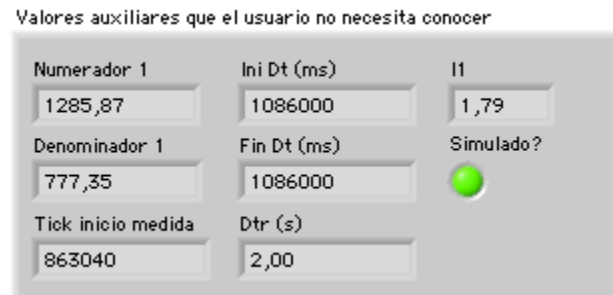 Valores auxiliares que el usuario no necesita conocer
Numerador 1 Ini Dt (ms) I1
1285,87 1086000 1,79
Denominador 1 Fin Dt (ms) Simulado?
777,35 1086000
Tick inicio medida Dtr (s)
863040 2,00